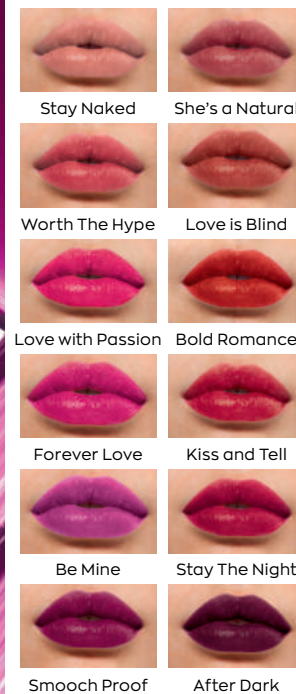 Stay Naked
She's a Natural
Worth The Hype
Love is Blind
Love with Passion
Bold Romance
Forever Love
Kiss and Tell
Be Mine
Stay The Night
Smooch Proof
After Dark